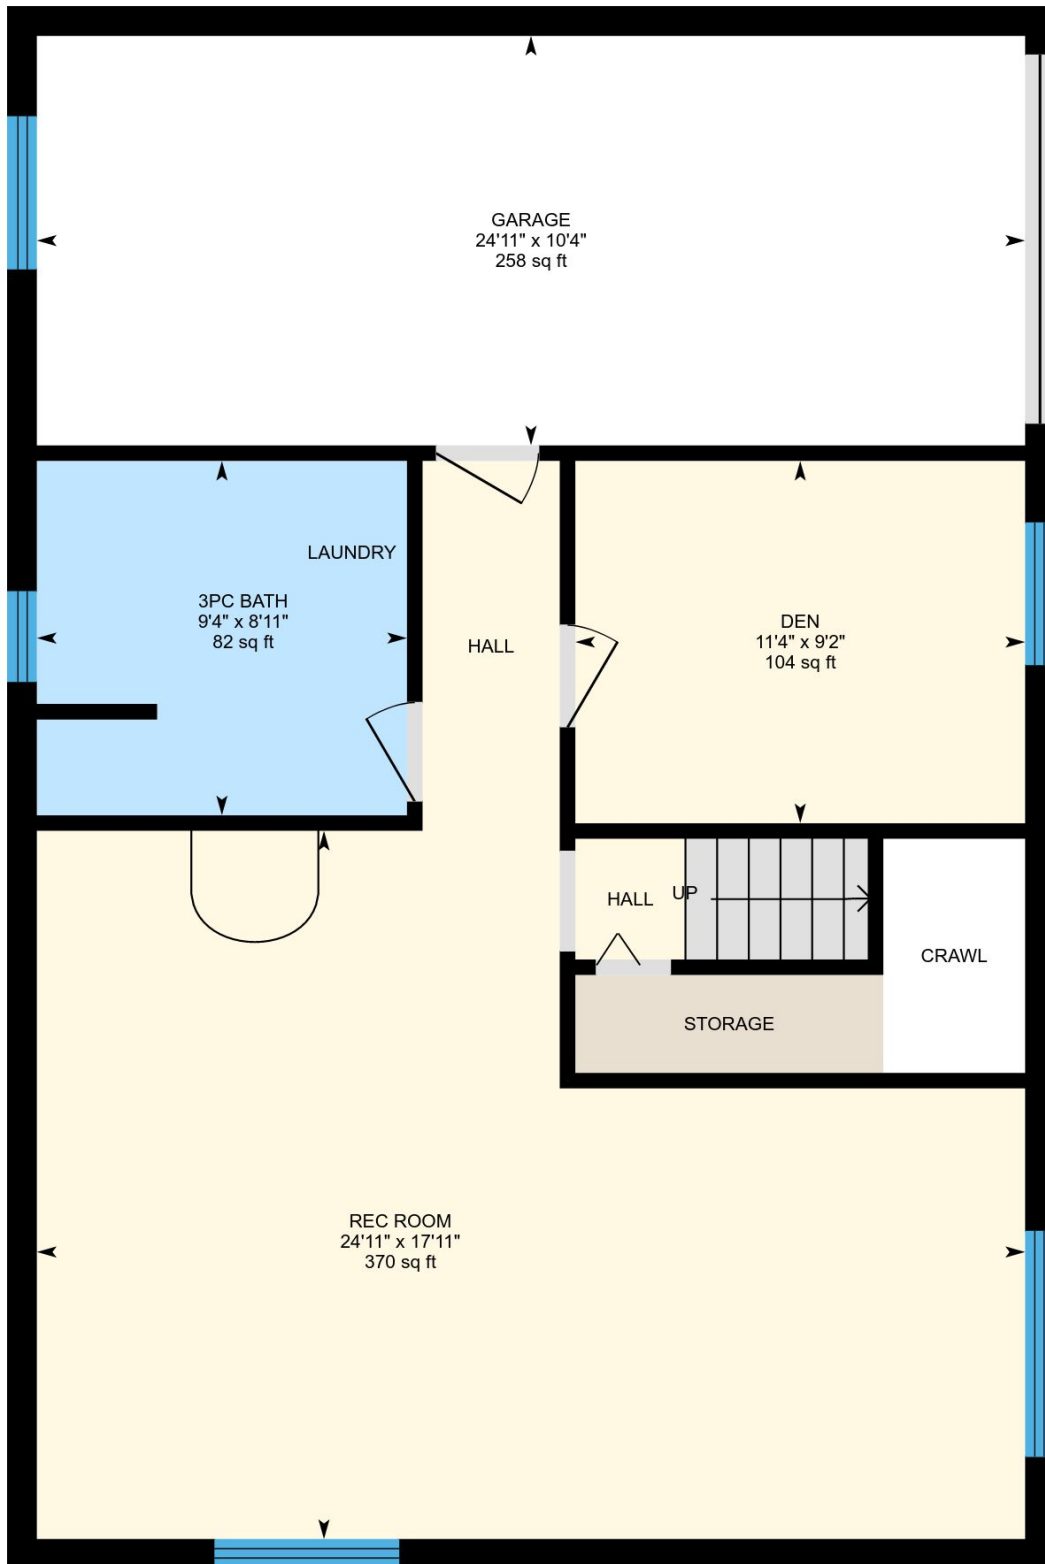 GARAGE
24'11" x 10'4"
258 sq ft
LAUNDRY
3PC BATH
9'4" x 8'11"
82 sq ft
HALL
DEN
11'4" x 9'2"
104 sq ft
HALL
UP
CRAWL
STORAGE
REC ROOM
24'11" x 17'11"
370 sq ft